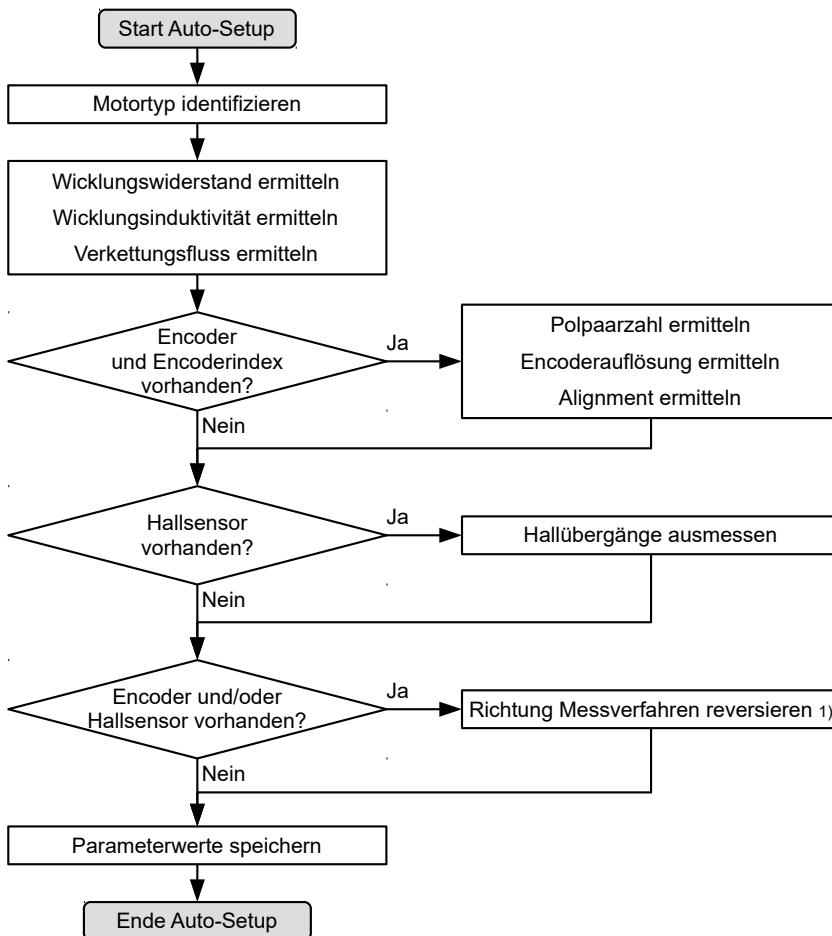 Start Auto-Setup
Motortyp identifizieren
Wicklungswiderstand ermitteln
Wicklungsinduktivität ermitteln
Verkettungsfluss ermitteln
Encoder
und Encoderindex
vorhanden?
Ja
Polpaarzahl ermitteln
Encoderauflösung ermitteln
Alignment ermitteln
Nein
Hallsensor
vorhanden?
Ja
Hallübergänge ausmessen
Nein
Encoder und/oder
Hallsensor vorhanden?
Ja
Richtung Messverfahren reversieren 1)
Nein
Parameterwerte speichern
Ende Auto-Setup